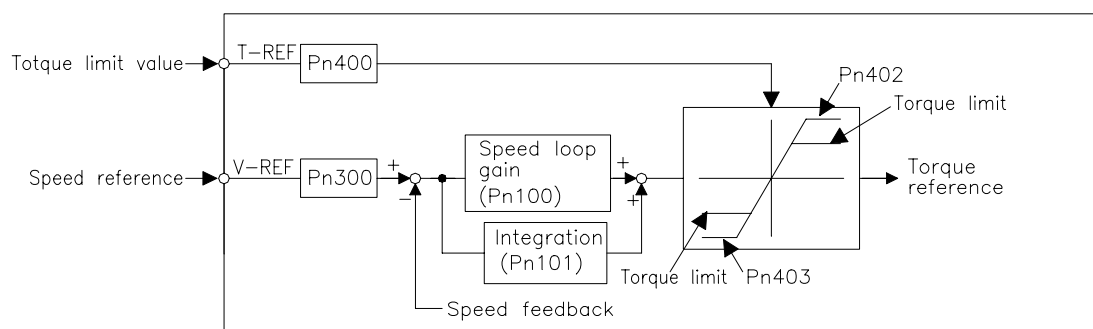 Totque limit value
T-REF
Pn400
Pn402
Torque limit
Speed reference
V-REF
Pn300
+
−
Speed loop
gain
(Pn100)
+
+
Torque
reference
Integration
(Pn101)
Torque limit
Pn403
Speed feedback